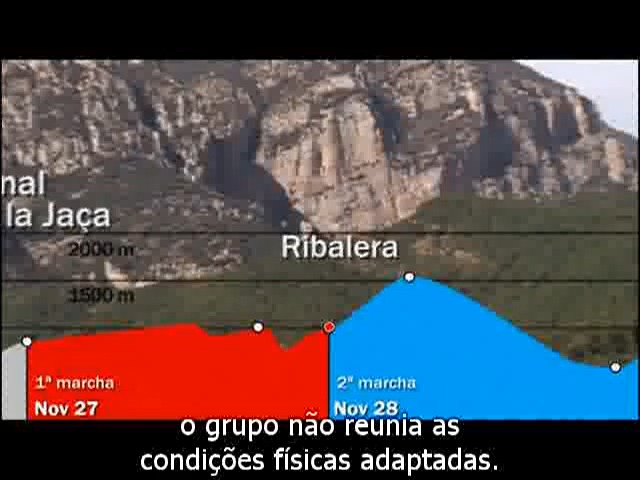 nal
la Jaça
2000 m
Ribalera
1500 m
1ª marcha
Nov 27
2ª marcha
Nov 28
o grupo não reunia as
condições físicas adaptadas.